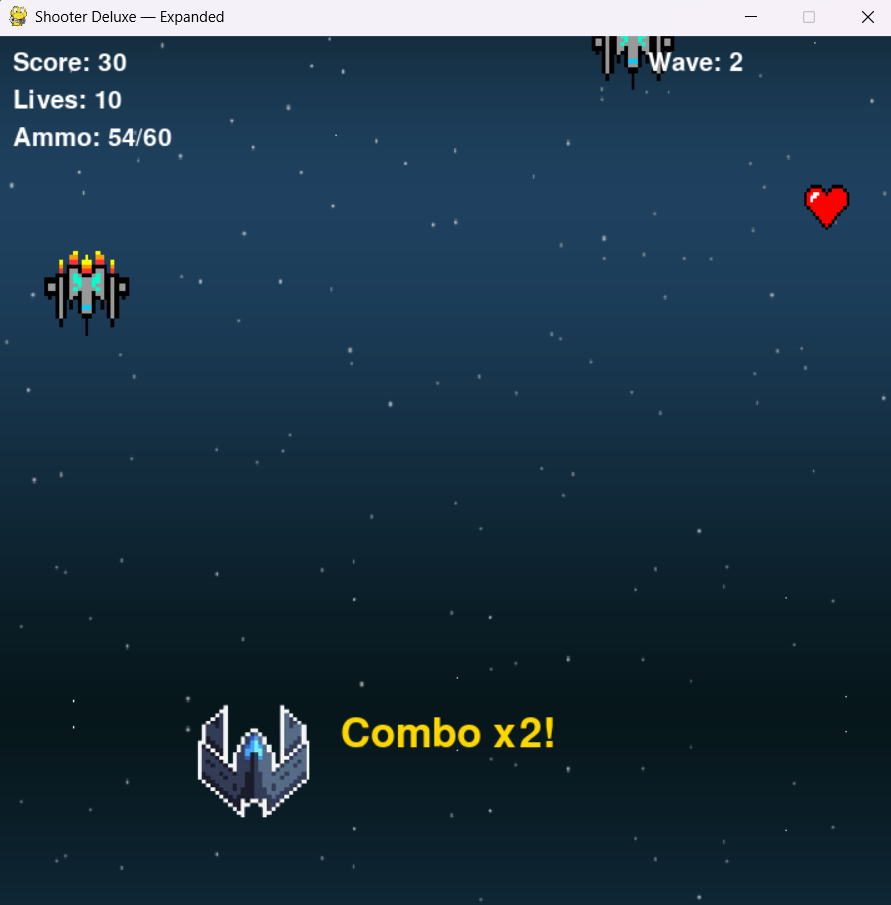 Shooter Deluxe — Expanded
Score: 30
Wave: 2
Lives: 10
Ammo: 54/60
Combo x2!